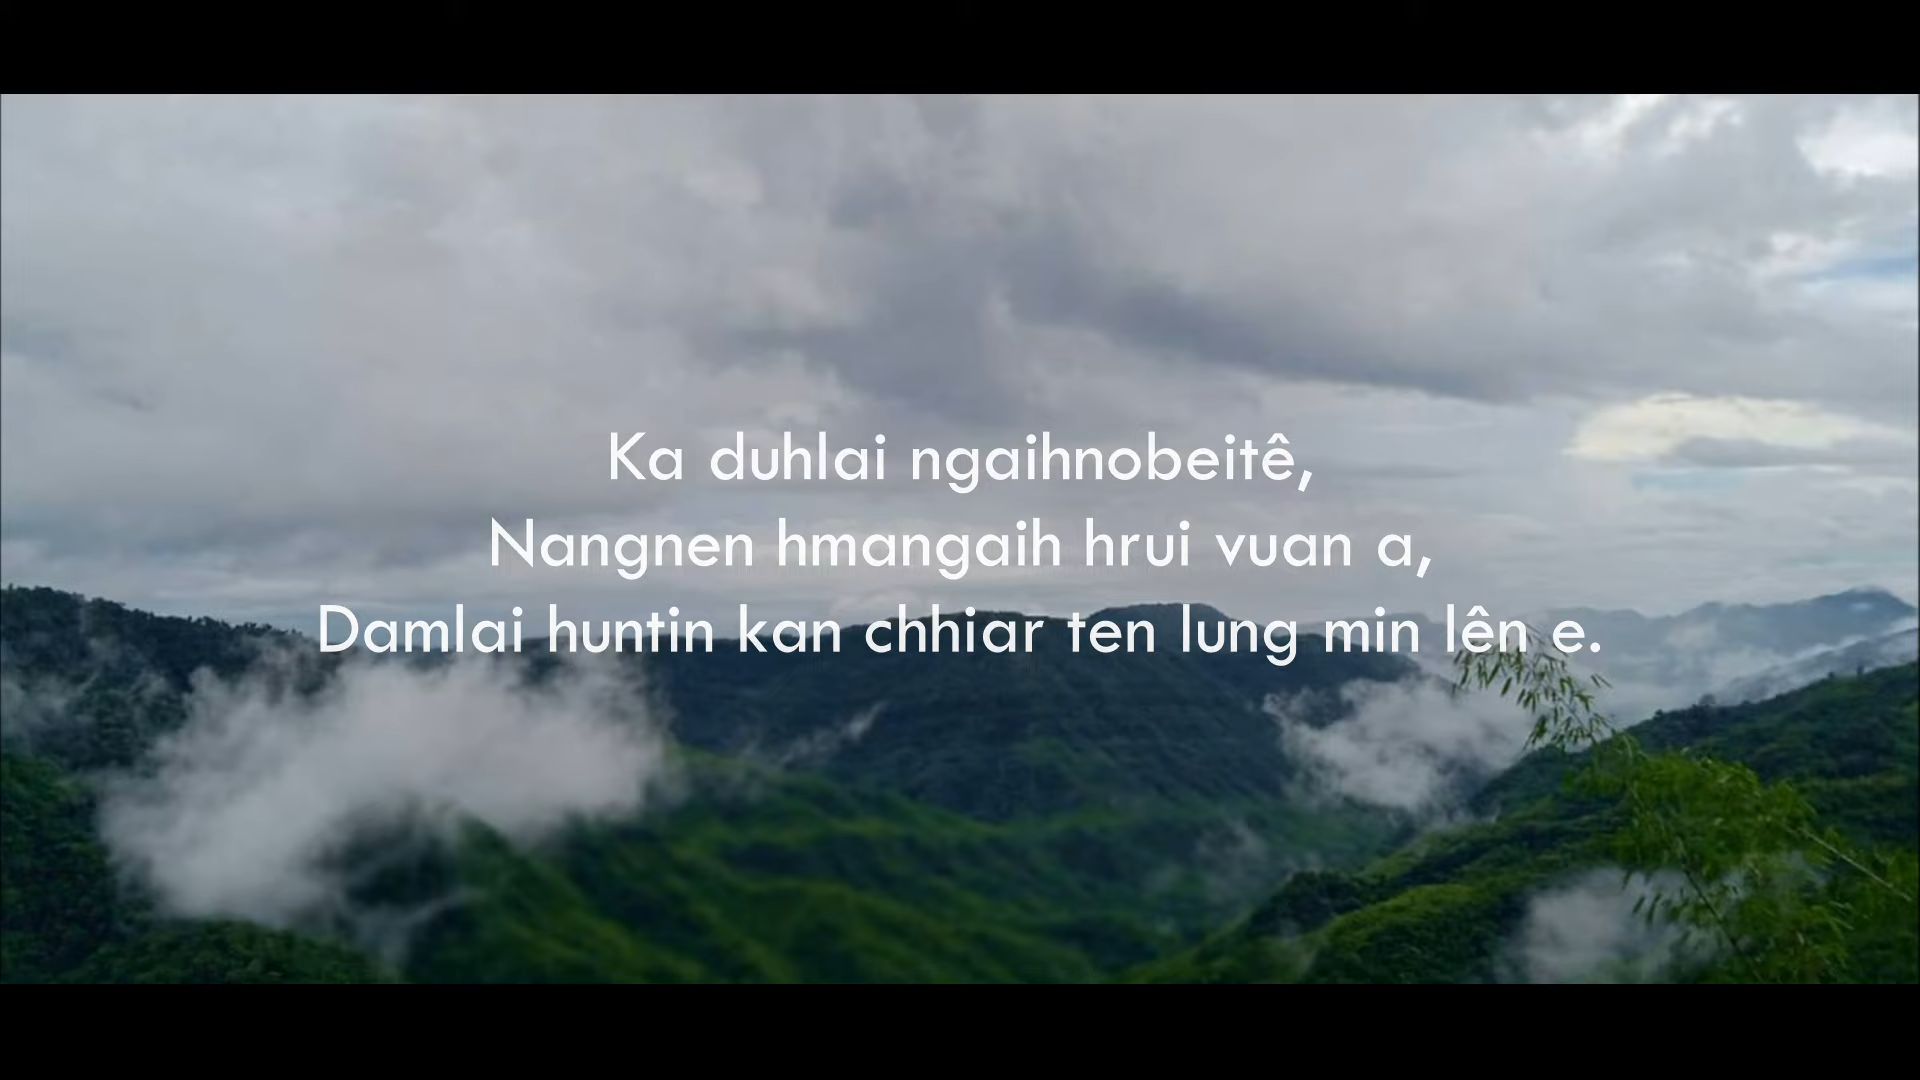 Ka duhlai ngaihnobeitê,
Nangnen hmangaih hrui vuan a,
Damlai huntin kan chhiar ten lung min lên e.